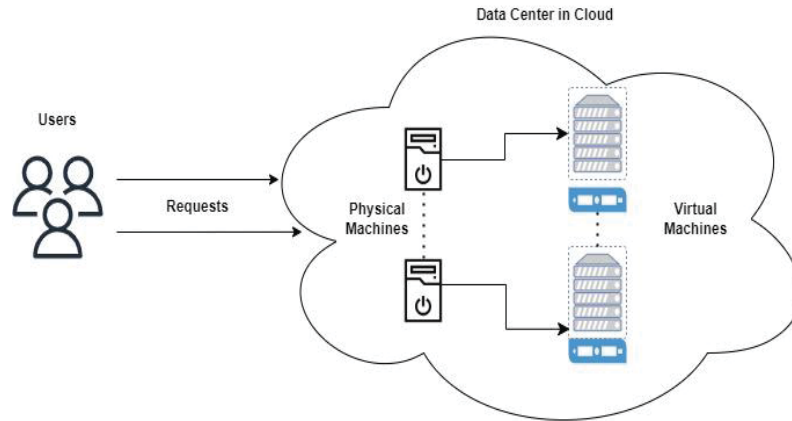 Data Center in Cloud
Users
Requests
Physical
Machines
Virtual
Machines